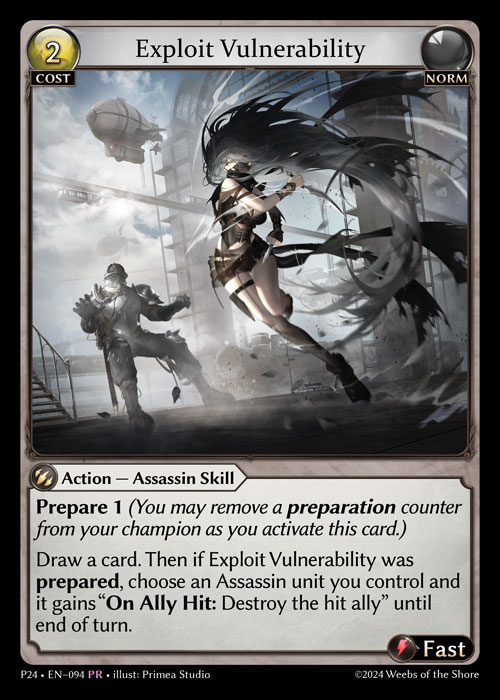 2
Exploit Vulnerability
COST
NORM
Action — Assassin Skill
Prepare 1 (You may remove a preparation counter
from your champion as you activate this card.)
Draw a card. Then if Exploit Vulnerability was
prepared, choose an Assassin unit you control and
it gains “On Ally Hit: Destroy the hit ally” until
end of turn.
Fast
P24 • EN–094 PR • illust: Primea Studio
©2024 Weebs of the Shore